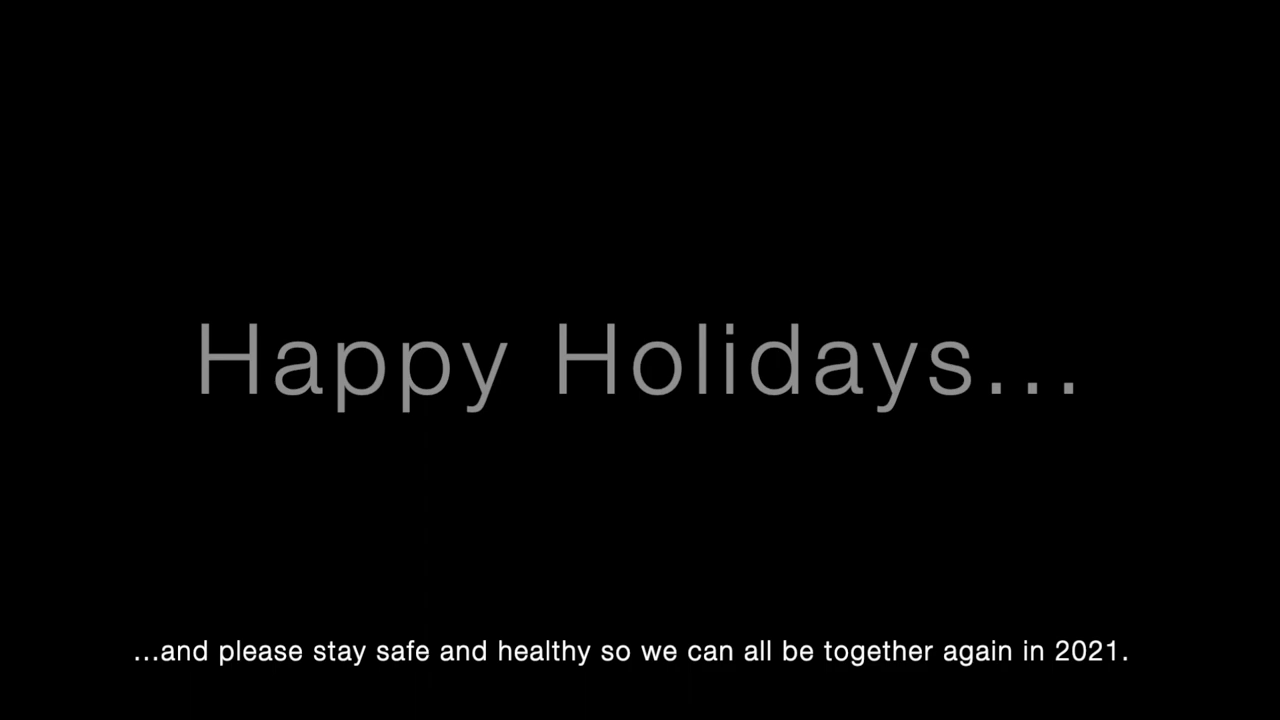 Happy Holidays...
...and please stay safe and healthy so we can all be together again in 2021.